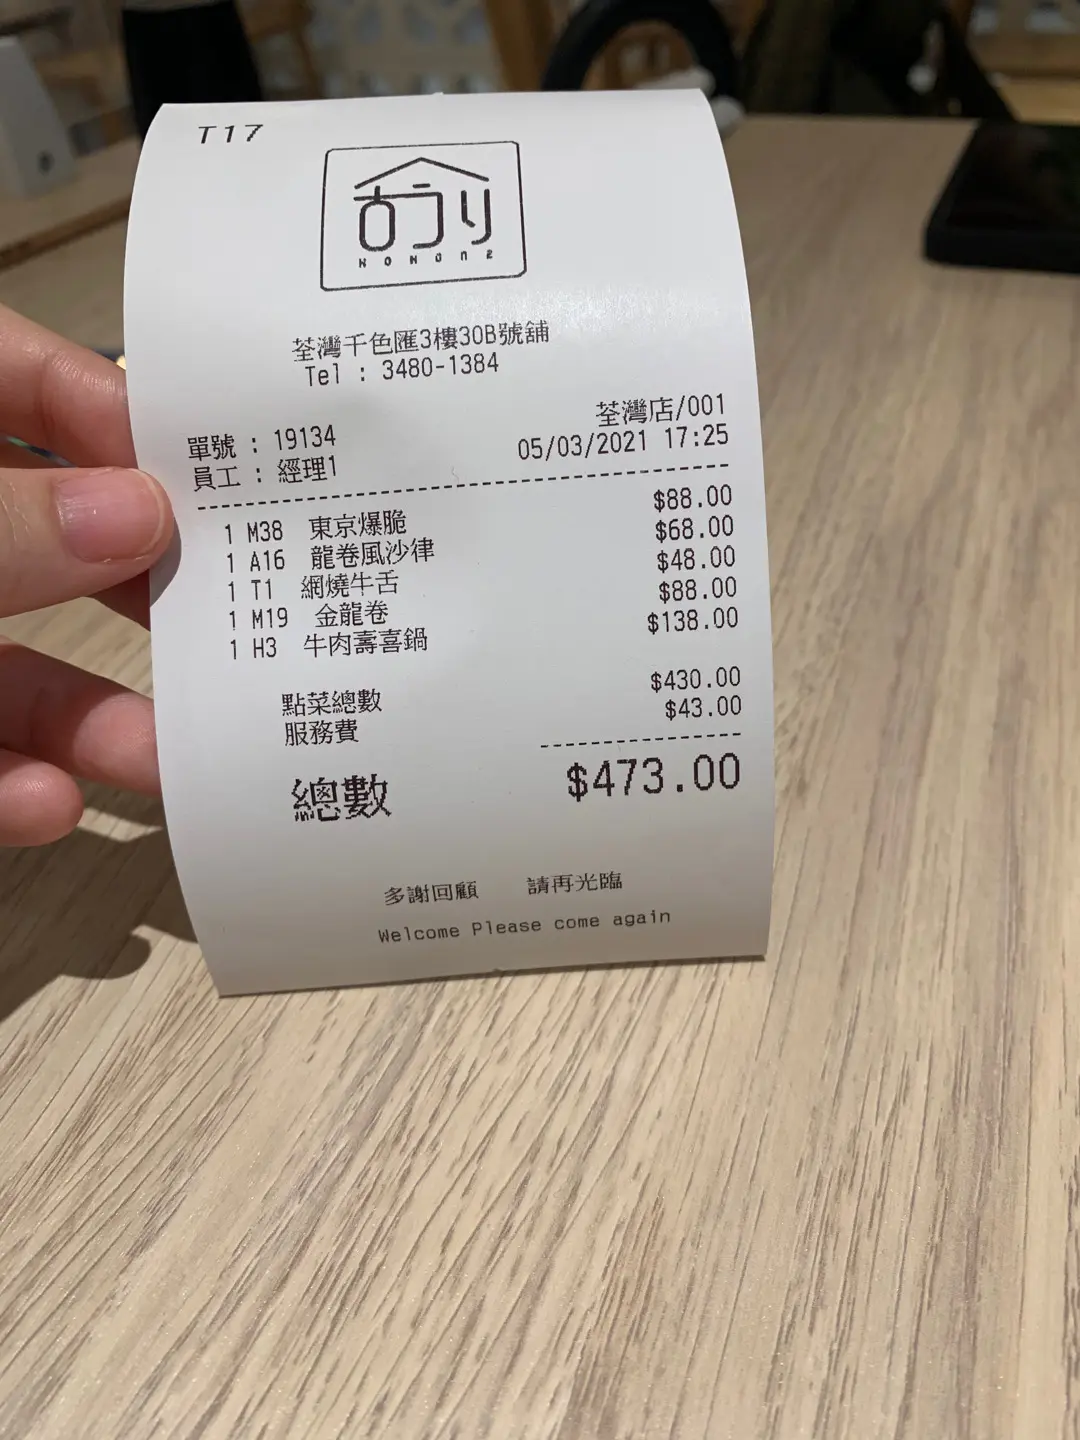 T17
荃灣千色匯3樓30B號舖
Tel : 3480-1384
荃灣店/001
單號 : 19134
05/03/2021 17:25
員工 : 經理1
1 M38 東京爆脆 $88.00
1 A16 龍卷風沙律 $68.00
1 T1 網燒牛舌 $48.00
1 M19 金龍卷 $88.00
1 H3 牛肉壽喜鍋 $138.00
點菜總數 $430.00
服務費 $43.00
總數 $473.00
多謝回顧 請再光臨
Welcome Please come again